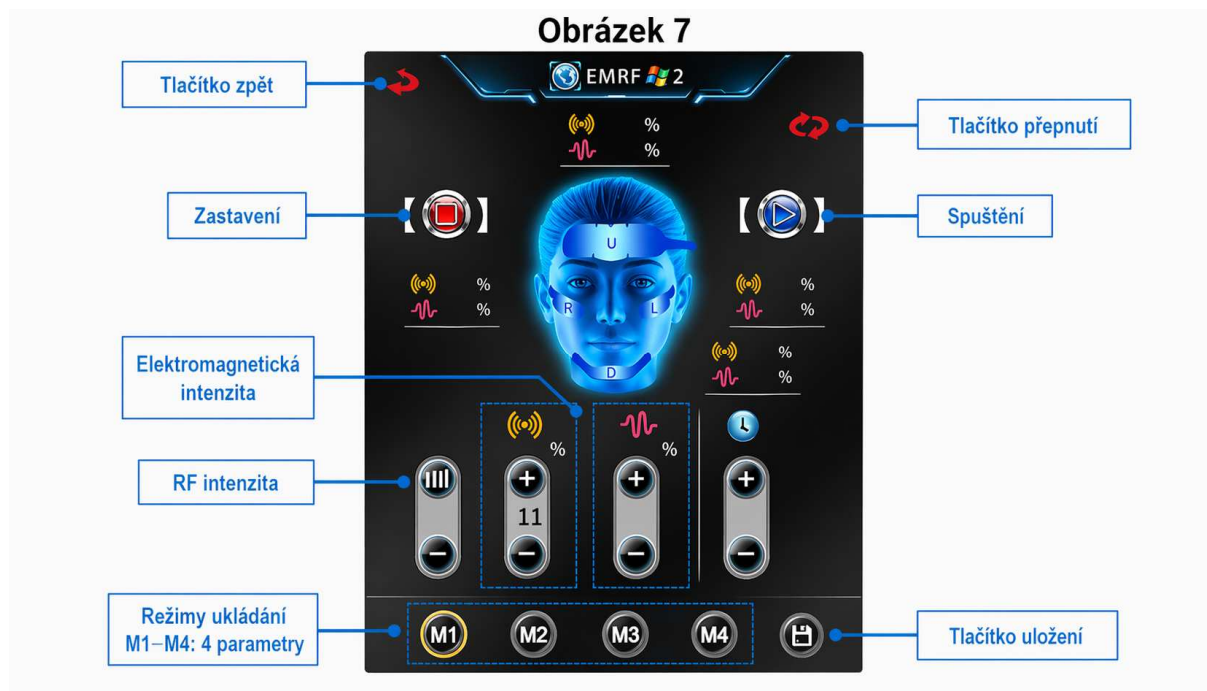 Obrázek 7
Tlačítko zpět
EMRF 2
%
%
Tlačítko přepnutí
Zastavení
Spuštění
U
R
L
D
%
%
%
%
%
%
Elektromagnetická
intenzita
%
%
RF intenzita
+
+
+
11
−
−
−
−
Režimy ukládání
M1–M4: 4 parametry
M1
M2
M3
M4
Tlačítko uložení